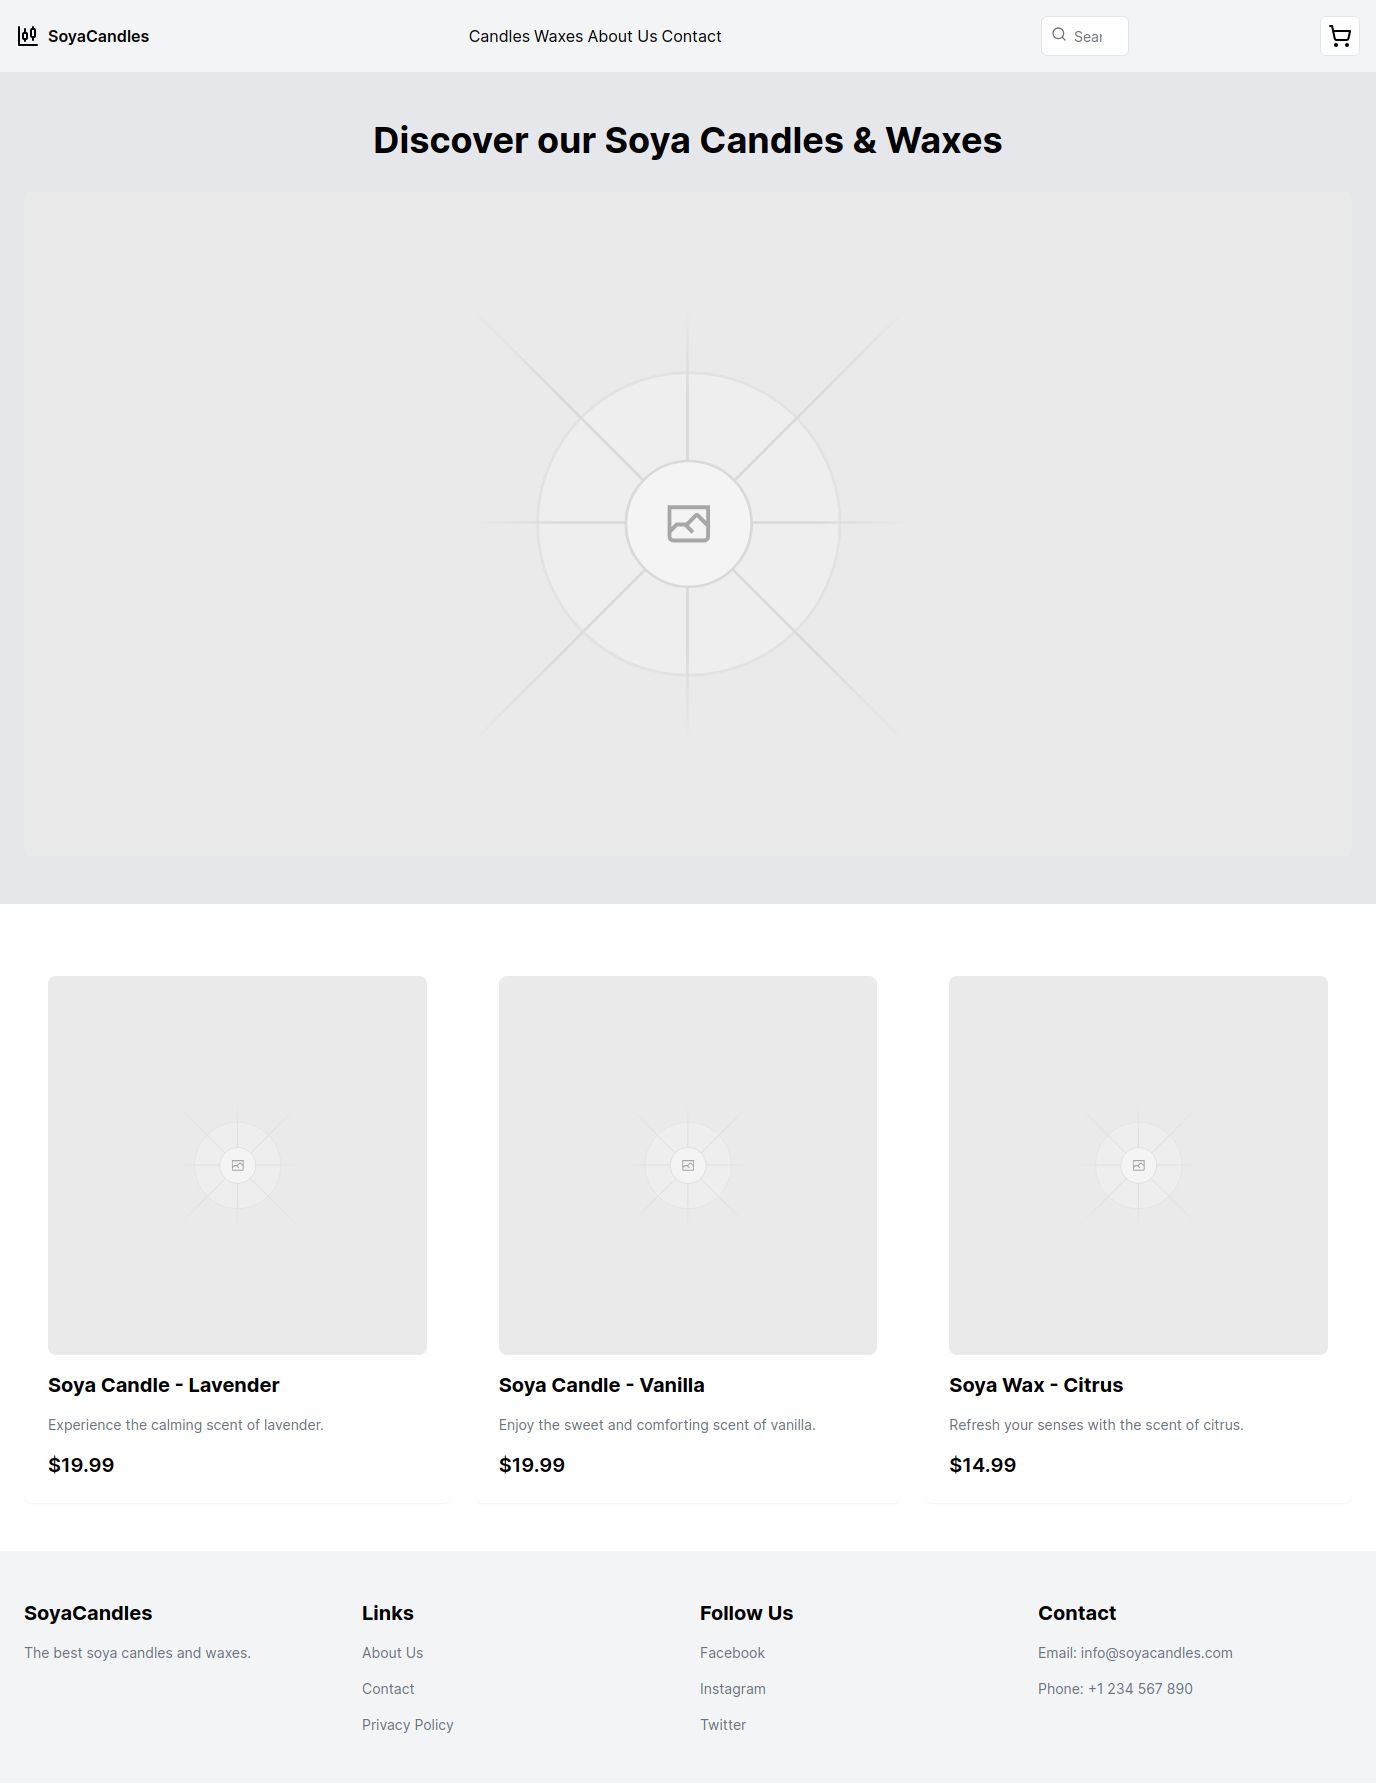 SoyaCandles
Candles Waxes About Us Contact
Sear
Discover our Soya Candles & Waxes
Soya Candle - Lavender
Experience the calming scent of lavender.
$19.99
Soya Candle - Vanilla
Enjoy the sweet and comforting scent of vanilla.
$19.99
Soya Wax - Citrus
Refresh your senses with the scent of citrus.
$14.99
SoyaCandles
The best soya candles and waxes.
Links
About Us
Contact
Privacy Policy
Follow Us
Facebook
Instagram
Twitter
Contact
Email: info@soyacandles.com
Phone: +1 234 567 890